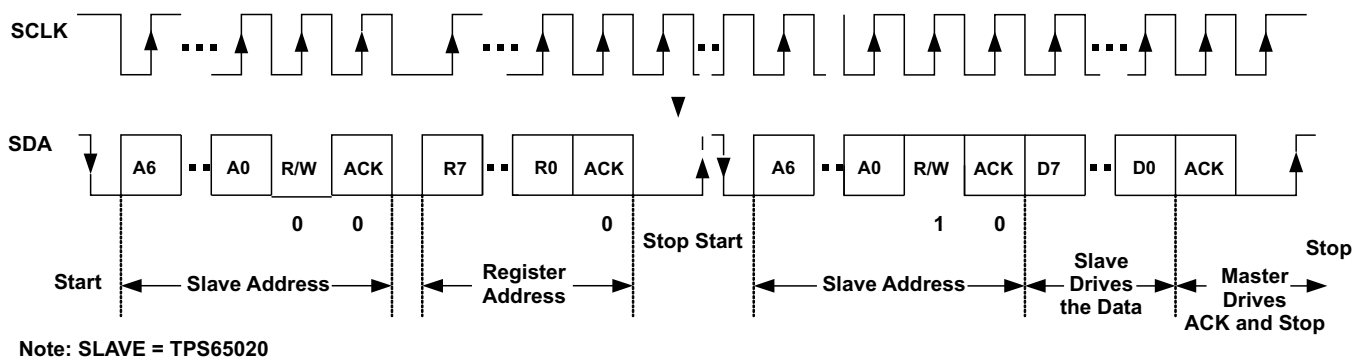 SCLK
SDA
A6 A0 R/W ACK R7 R0 ACK A6 A0 R/W ACK D7 D0 ACK
0 0 0 Stop Start 1 0
Start Slave Address Register Address Slave Address Slave Drives the Data Master Drives ACK and Stop Stop
Note: SLAVE = TPS65020